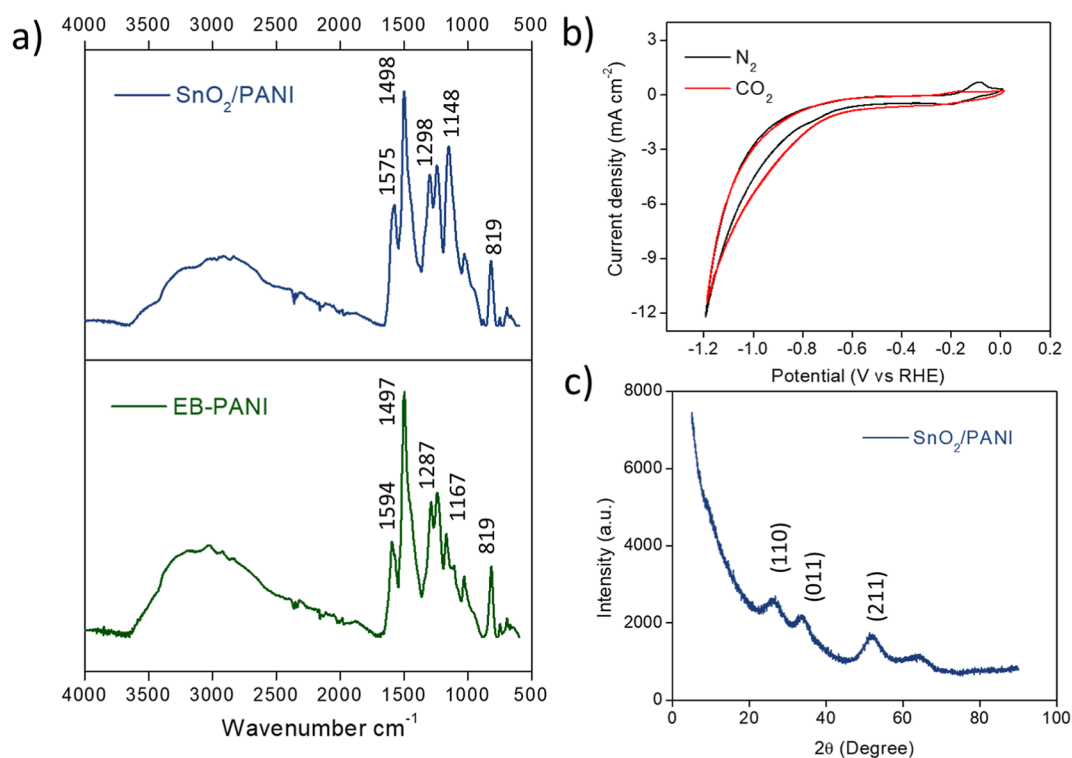 a)
4000 3500 3000 2500 2000 1500 1000 500
SnO₂/PANI
1575
1498
1298
1148
819
EB-PANI
1594
1497
1287
1167
819
4000 3500 3000 2500 2000 1500 1000 500
Wavenumber cm⁻¹
b)
N₂
CO₂
3
0
-3
-6
-9
-12
Current density (mA cm⁻²)
-1.2 -1.0 -0.8 -0.6 -0.4 -0.2 0.0 0.2
Potential (V vs RHE)
c)
SnO₂/PANI
8000
6000
4000
2000
0
Intensity (a.u.)
(110)
(011)
(211)
0 20 40 60 80 100
2θ (Degree)